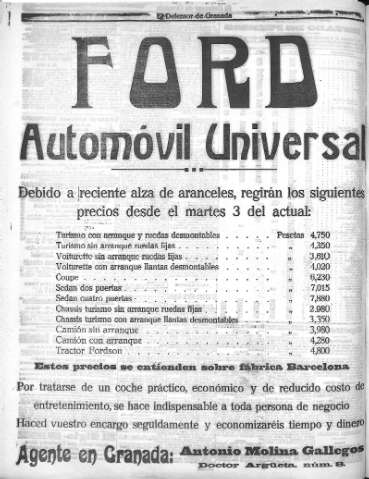 El Defensor de Granada
FORD
Automóvil Universal
Debido a reciente alza de aranceles, regirán los siguientes
precios desde el martes 3 del actual:
Turismo con arranque y ruedas desmontables . . . . . . Pesetas 4,750
Turismo sin arranque ruedas fijas . . . . . . . . . . „ 4,350
Voiturette sin arranque ruedas fijas . . . . . . . . . . „ 3,810
Voiturette con arranque llantas desmontables . . . . . . „ 4,020
Coupe . . . . . . . . . . „ 6,230
Sedan dos puertas . . . . . . . . . . „ 7,015
Sedan cuatro puertas . . . . . . . . . . „ 7,880
Chassis turismo sin arranque ruedas fijas . . . . . . „ 2,980
Chassis turismo con arranque llantas desmontables . . . . „ 3,350
Camión sin arranque . . . . . . . . . . „ 3,980
Camión con arranque . . . . . . . . . . „ 4,280
Tractor Fordson . . . . . . . . . . „ 4,800
Estos precios se entienden sobre fábrica Barcelona
Por tratarse de un coche práctico, económico y de reducido costo de
entretenimiento, se hace indispensable a toda persona de negocio
Haced vuestro encargo seguidamente y economizaréis tiempo y dinero
Agente en Granada: Antonio Molina Gallegos
Doctor Argüeta, núm. 8.